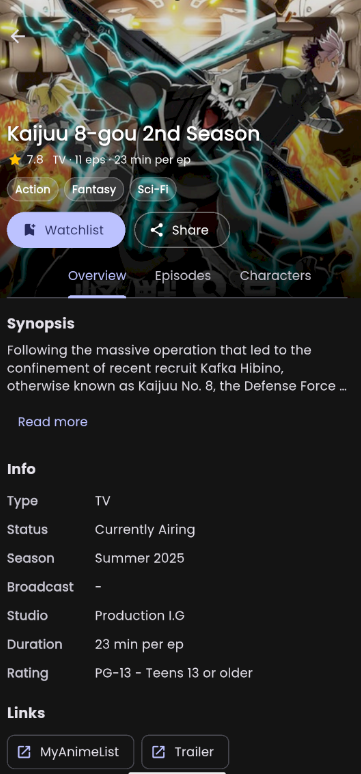 Kaijuu 8-gou 2nd Season
7.8 TV · 11 eps · 23 min per ep
Action Fantasy Sci-Fi
Watchlist Share
Overview Episodes Characters
Synopsis
Following the massive operation that led to the
confinement of recent recruit Kafka Hibino,
otherwise known as Kaijuu No. 8, the Defense Force ...
Read more
Info
Type TV
Status Currently Airing
Season Summer 2025
Broadcast -
Studio Production I.G
Duration 23 min per ep
Rating PG-13 - Teens 13 or older
Links
MyAnimeList Trailer